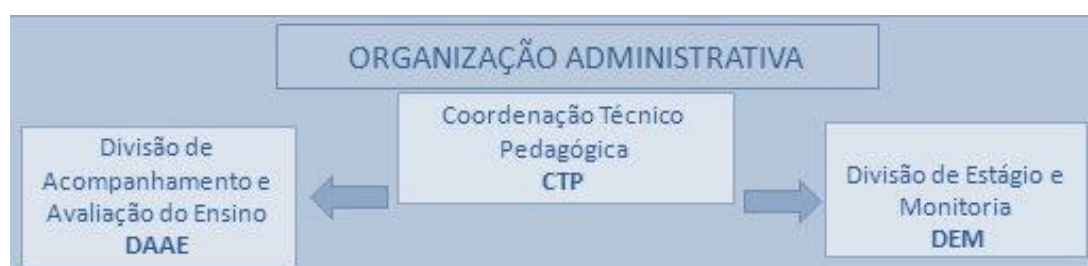 ORGANIZAÇÃO ADMINISTRATIVA
Coordenação Técnico
Pedagógica
CTP
Divisão de
Acompanhamento e
Avaliação do Ensino
DAAE
Divisão de Estágio e
Monitoria
DEM